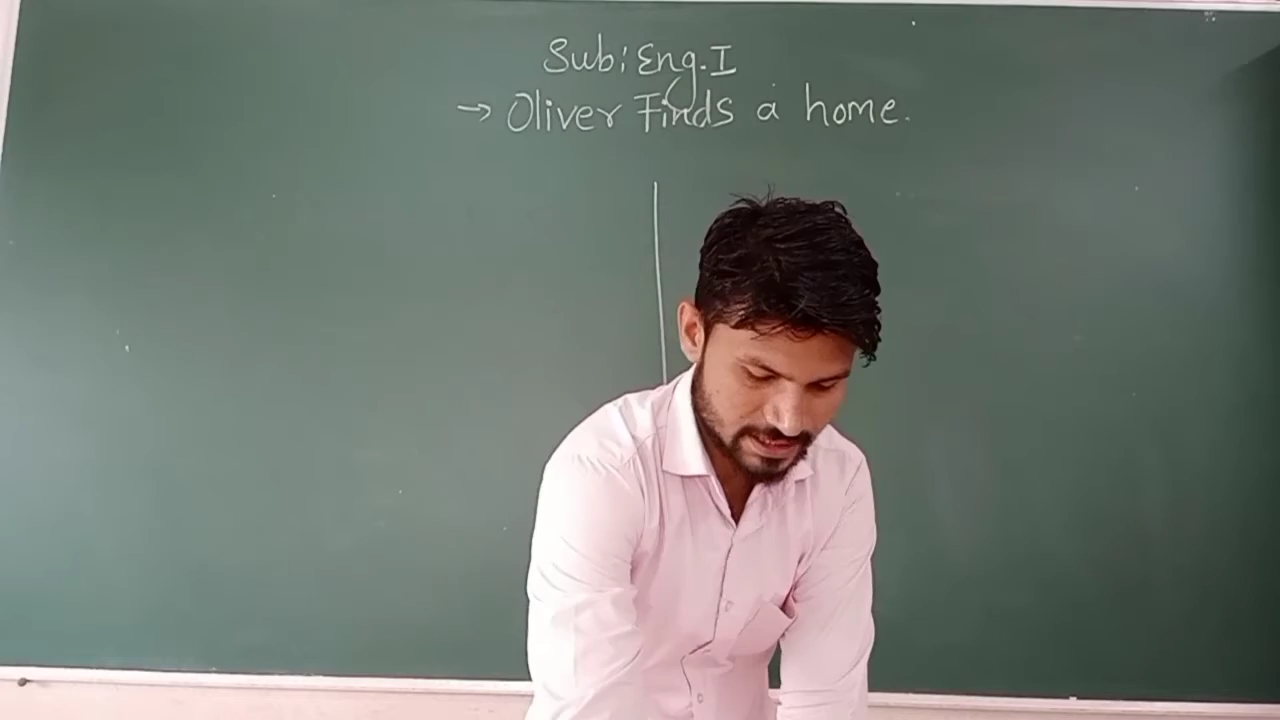 Sub: Eng. I
→ Oliver Finds a home.